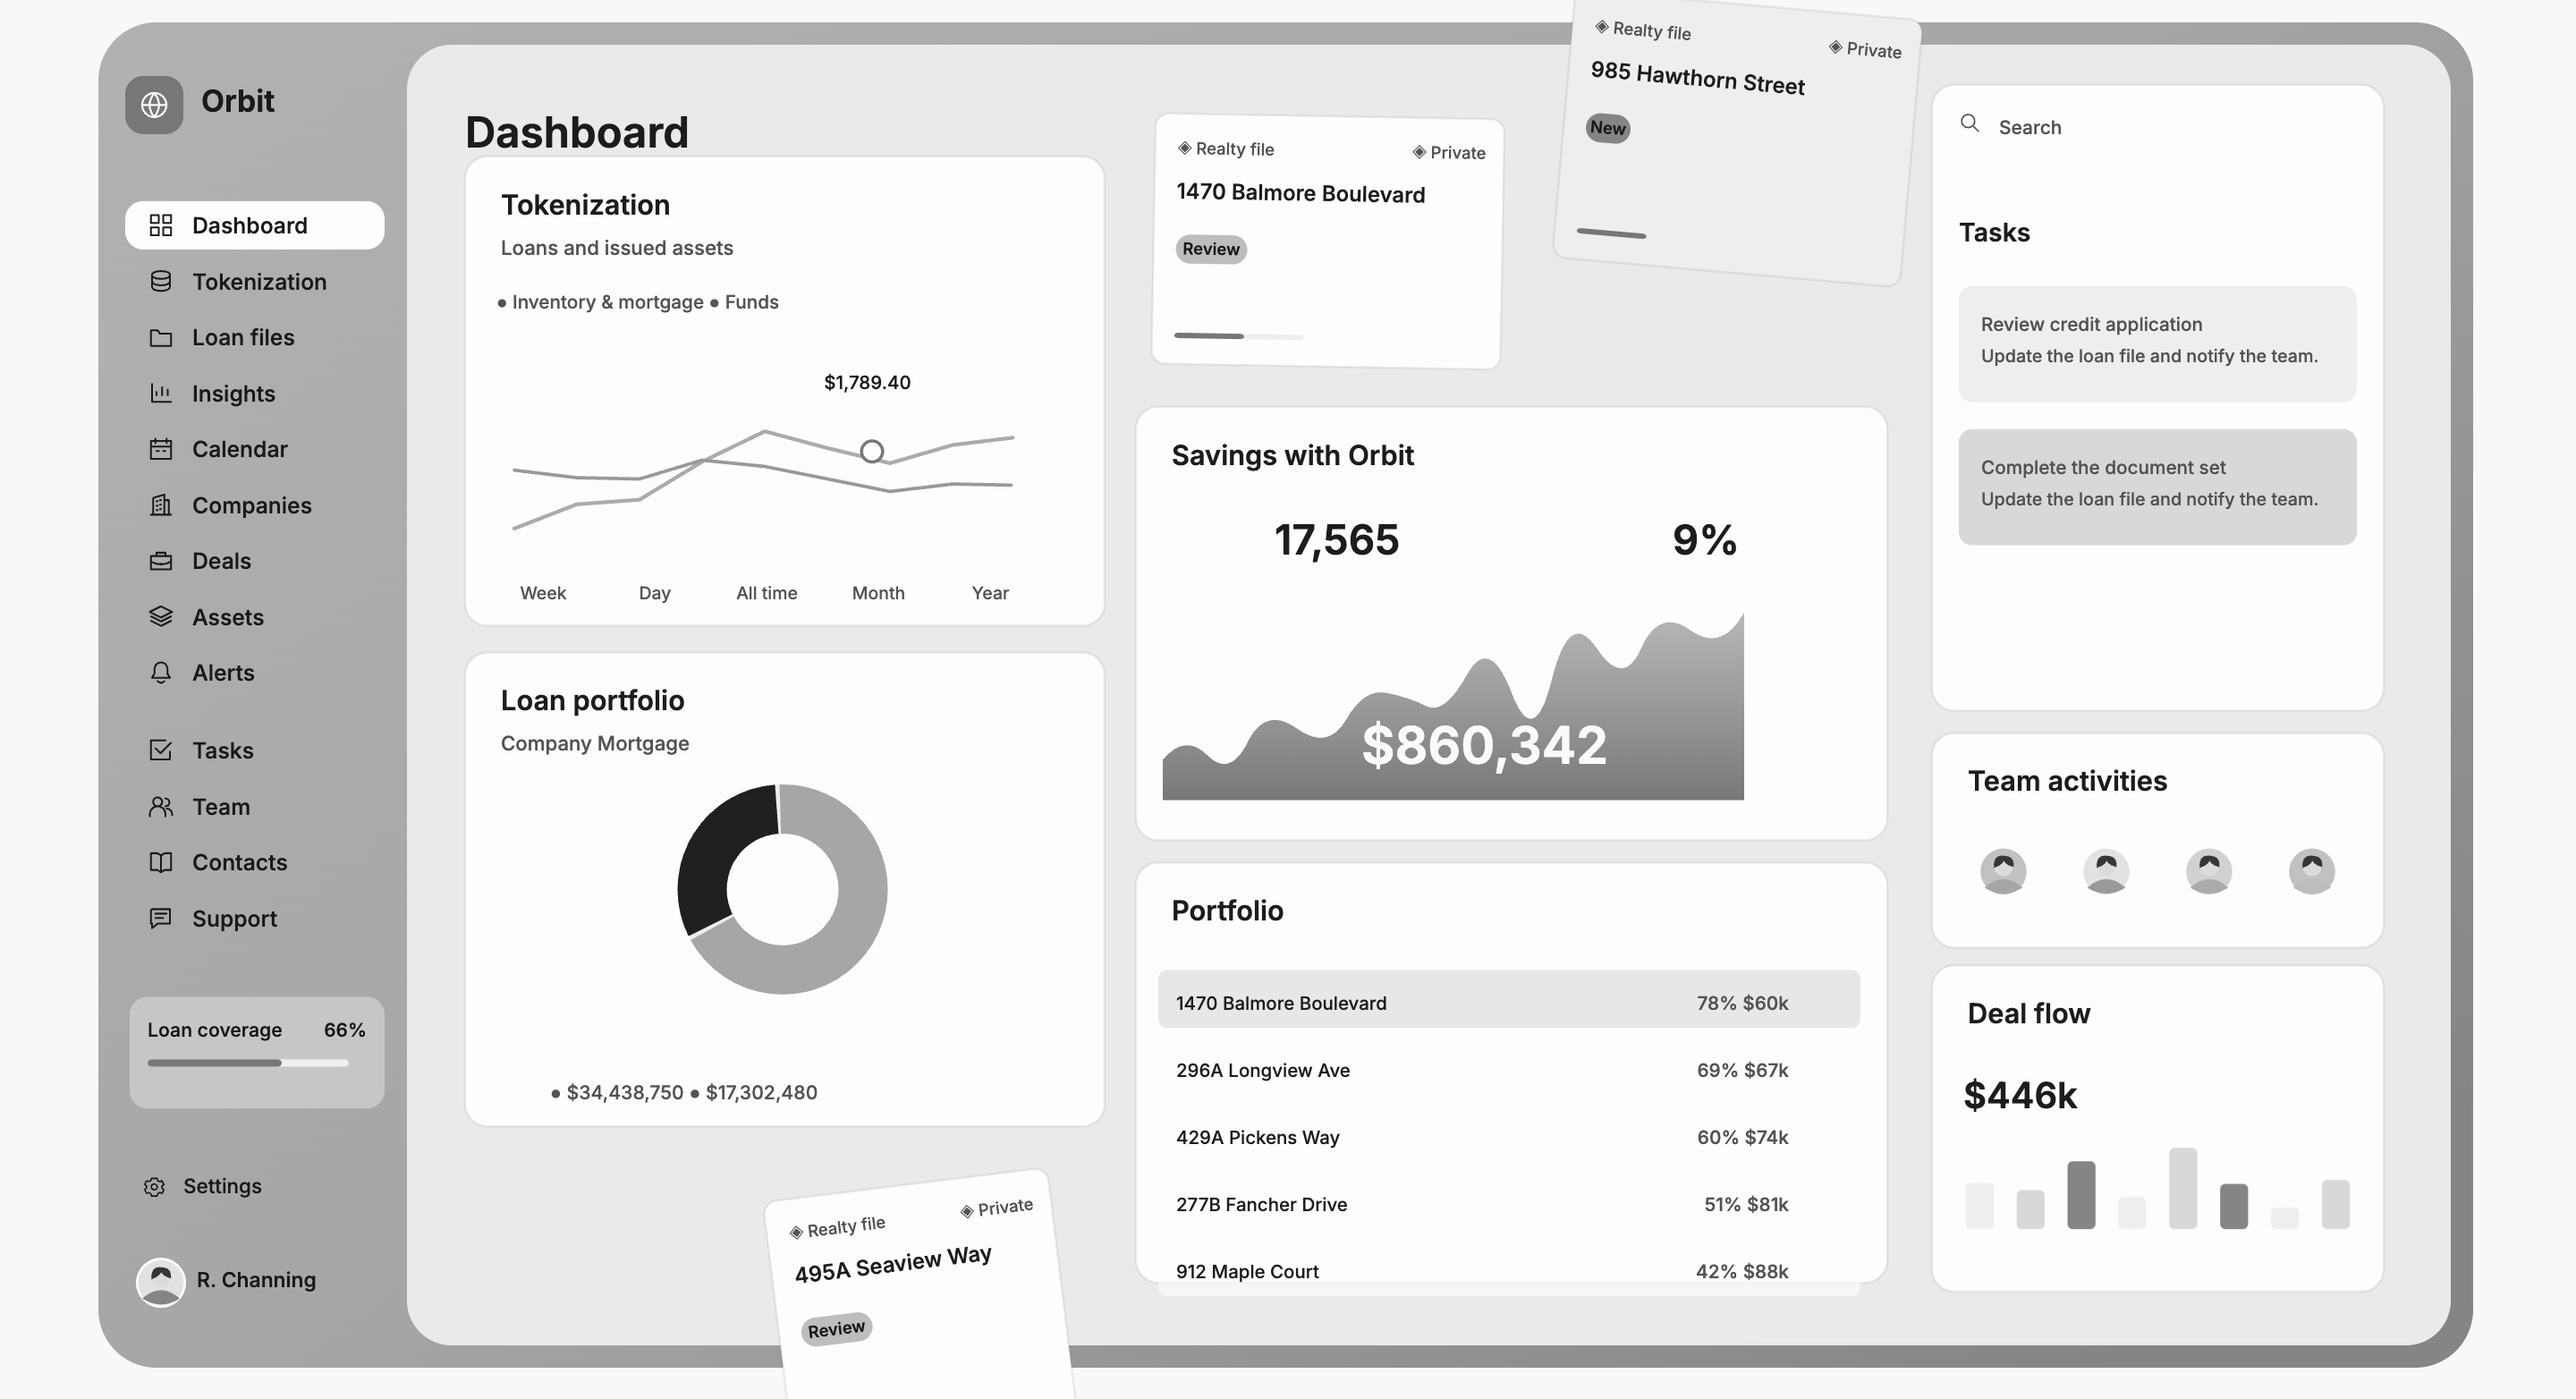 Orbit
Dashboard
Tokenization
Loan files
Insights
Calendar
Companies
Deals
Assets
Alerts
Tasks
Team
Contacts
Support
Loan coverage 66%
Settings
R. Channing
Dashboard
Tokenization
Loans and issued assets
● Inventory & mortgage ● Funds
$1,789.40
Week Day All time Month Year
Loan portfolio
Company Mortgage
● $34,438,750 ● $17,302,480
◈ Realty file ◈ Private
495A Seaview Way
Review
◈ Realty file ◈ Private
1470 Balmore Boulevard
Review
◈ Realty file ◈ Private
985 Hawthorn Street
New
Savings with Orbit
17,565 9%
$860,342
Portfolio
1470 Balmore Boulevard 78% $60k
296A Longview Ave 69% $67k
429A Pickens Way 60% $74k
277B Fancher Drive 51% $81k
912 Maple Court 42% $88k
Search
Tasks
Review credit application
Update the loan file and notify the team.
Complete the document set
Update the loan file and notify the team.
Team activities
Deal flow
$446k